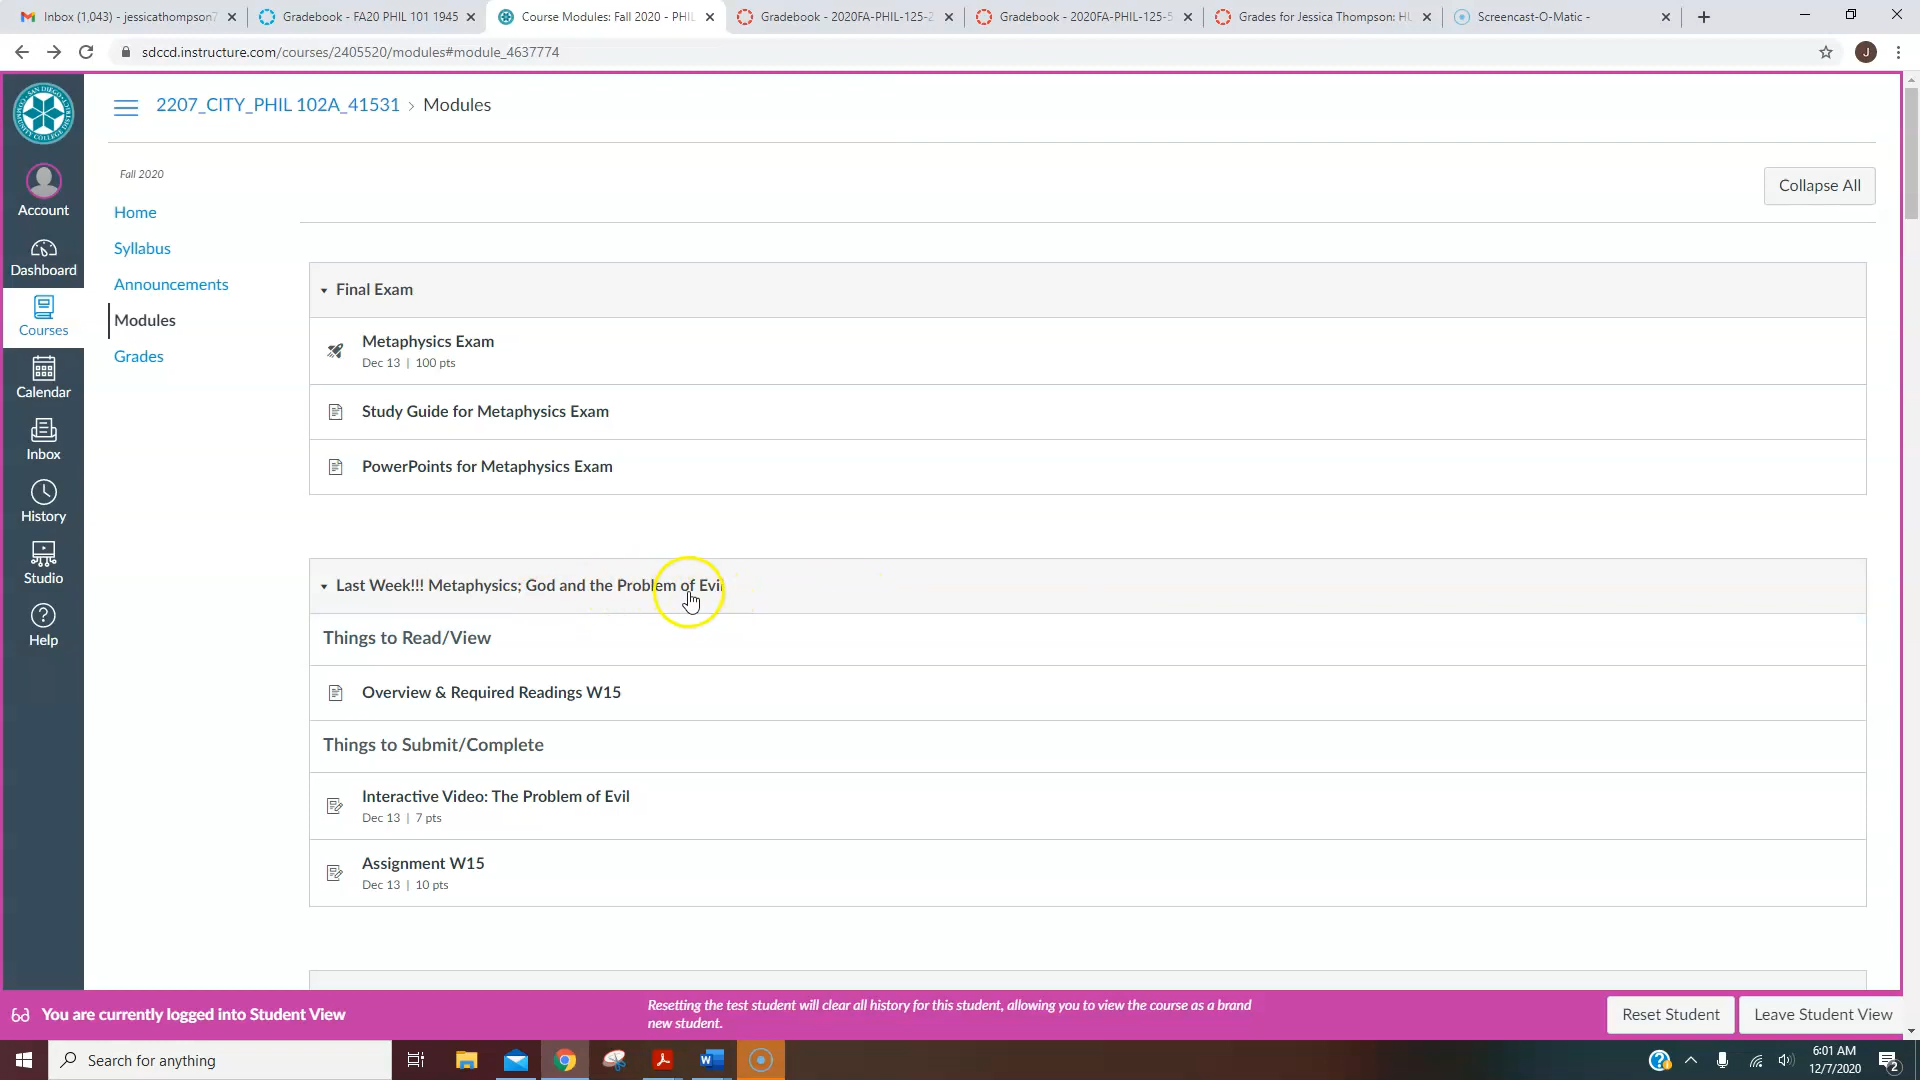 Inbox (1,043) - jessicathompson7
Gradebook - FA20 PHIL 101 1945
Course Modules: Fall 2020 - PHIL
Gradebook - 2020FA-PHIL-125-2
Gradebook - 2020FA-PHIL-125-5
Grades for Jessica Thompson: HU
Screencast-O-Matic -
sdccd.instructure.com/courses/2405520/modules#module_4637774
J
SAN DIEGO
COMMUNITY COLLEGE DISTRICT
2207_CITY_PHIL 102A_41531 > Modules
Account
Dashboard
Courses
Calendar
Inbox
History
Studio
Help
Fall 2020
Home
Syllabus
Announcements
Modules
Grades
Collapse All
Final Exam
Metaphysics Exam
Dec 13 | 100 pts
Study Guide for Metaphysics Exam
PowerPoints for Metaphysics Exam
Last Week!!! Metaphysics; God and the Problem of Evil
Things to Read/View
Overview & Required Readings W15
Things to Submit/Complete
Interactive Video: The Problem of Evil
Dec 13 | 7 pts
Assignment W15
Dec 13 | 10 pts
You are currently logged into Student View
Resetting the test student will clear all history for this student, allowing you to view the course as a brand
new student.
Reset Student
Leave Student View
Search for anything
6:01 AM
12/7/2020
2